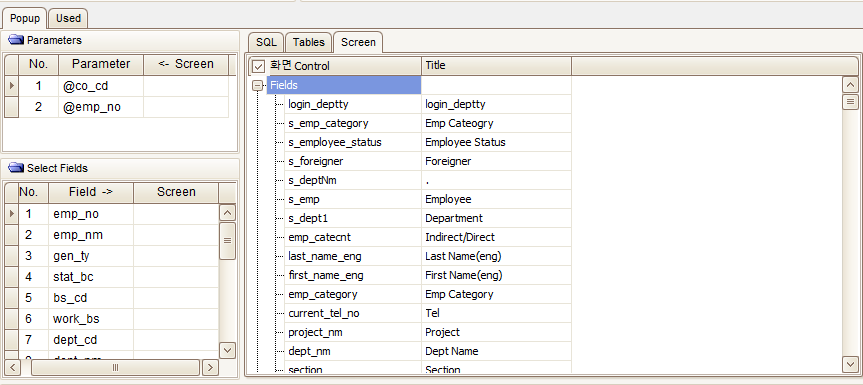 Popup Used
Parameters
No. Parameter <- Screen
1 @co_cd
2 @emp_no
Select Fields
No. Field -> Screen
1 emp_no
2 emp_nm
3 gen_ty
4 stat_bc
5 bs_cd
6 work_bs
7 dept_cd
8 dept_nm
SQL Tables Screen
화면 Control Title
Fields
login_deptty login_deptty
s_emp_category Emp Cateogry
s_employee_status Employee Status
s_foreigner Foreigner
s_deptNm .
s_emp Employee
s_dept1 Department
emp_catecnt Indirect/Direct
last_name_eng Last Name(eng)
first_name_eng First Name(eng)
emp_category Emp Category
current_tel_no Tel
project_nm Project
dept_nm Dept Name
section Section